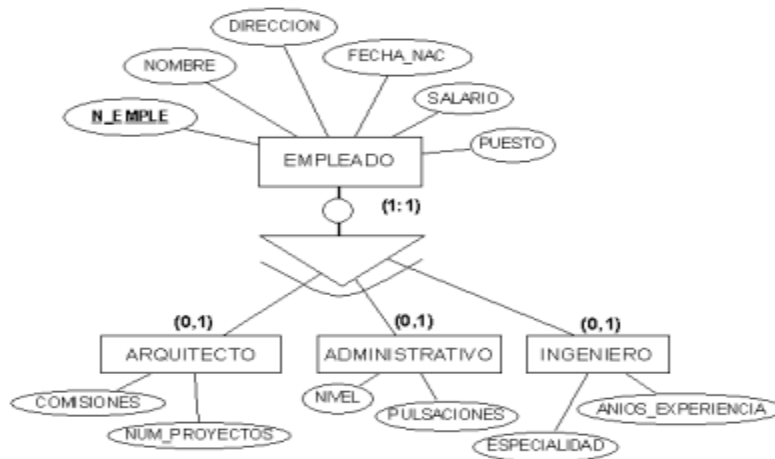 DIRECCION
FECHA_NAC
NOMBRE
SALARIO
N_EMPLE
PUESTO
EMPLEADO
(1:1)
(0,1)
(0,1)
(0,1)
ARQUITECTO
ADMINISTRATIVO
INGENIERO
COMISIONES
NIVEL
PULSACIONES
ANIOS_EXPERIENCIA
NUM_PROYECTOS
ESPECIALIDAD